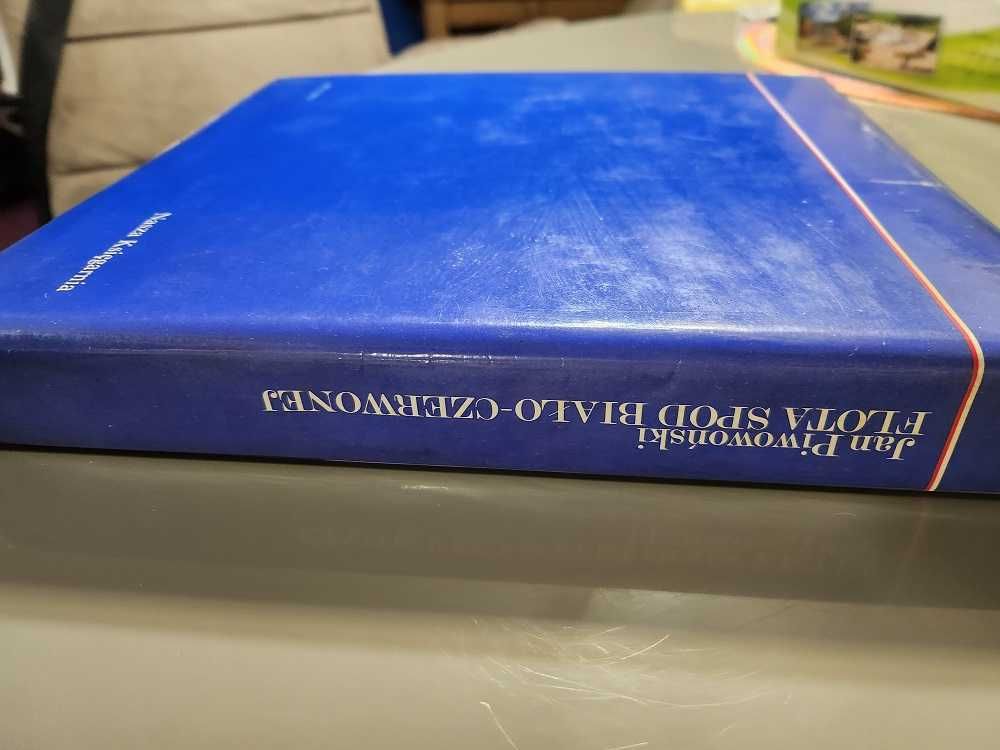 Jan Piwowoński
FLOTA SPOD BIAŁO-CZERWONEJ
Nasza Księgarnia